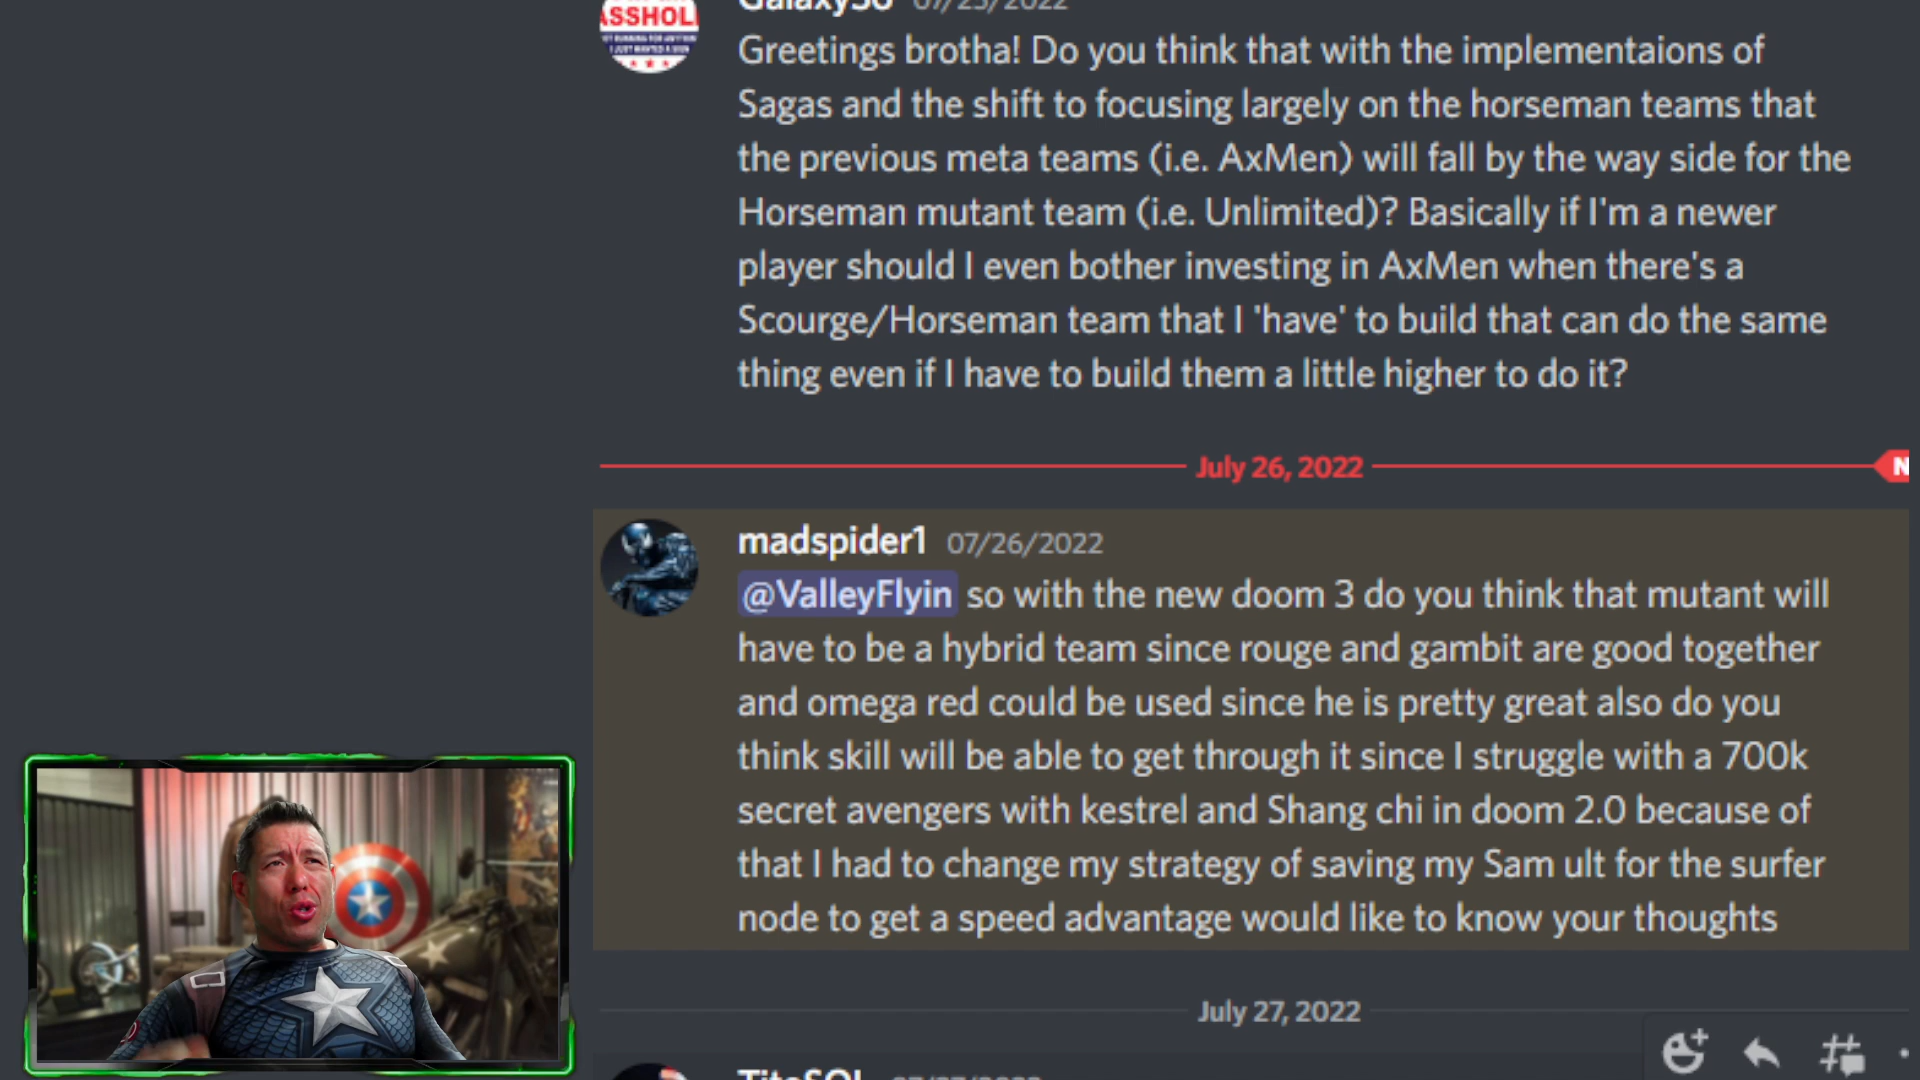 ASSHOL
Galaxy56 07/25/2022
Greetings brotha! Do you think that with the implementaions of
Sagas and the shift to focusing largely on the horseman teams that
the previous meta teams (i.e. AxMen) will fall by the way side for the
Horseman mutant team (i.e. Unlimited)? Basically if I'm a newer
player should I even bother investing in AxMen when there's a
Scourge/Horseman team that I 'have' to build that can do the same
thing even if I have to build them a little higher to do it?
July 26, 2022
N
madspider1 07/26/2022
@ValleyFlyin so with the new doom 3 do you think that mutant will
have to be a hybrid team since rouge and gambit are good together
and omega red could be used since he is pretty great also do you
think skill will be able to get through it since I struggle with a 700k
secret avengers with kestrel and Shang chi in doom 2.0 because of
that I had to change my strategy of saving my Sam ult for the surfer
node to get a speed advantage would like to know your thoughts
July 27, 2022